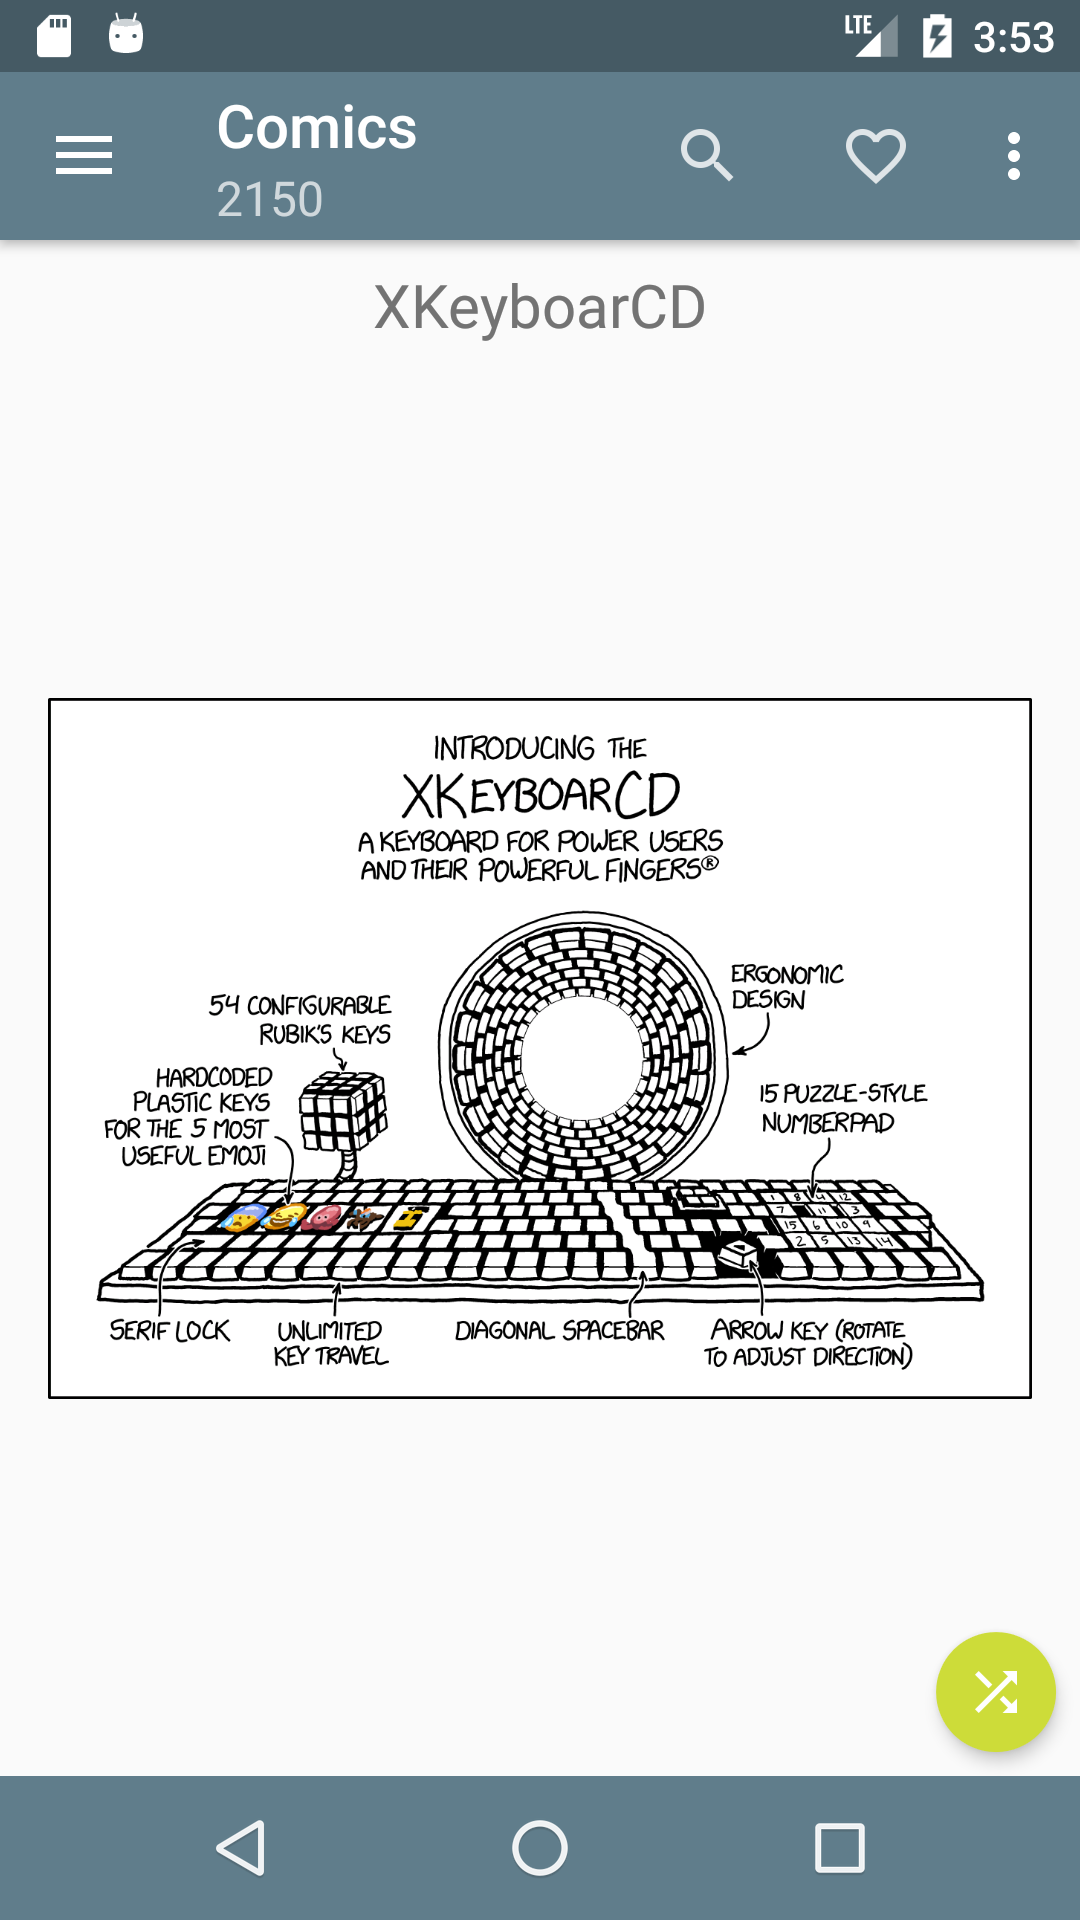 LTE 3:53
Comics
2150
XKeyboarCD
INTRODUCING THE
XKEYBOARCD
A KEYBOARD FOR POWER USERS
AND THEIR POWERFUL FINGERS®
ERGONOMIC
DESIGN
54 CONFIGURABLE
RUBIK'S KEYS
HARDCODED
PLASTIC KEYS
FOR THE 5 MOST
USEFUL EMOJI
15 PUZZLE-STYLE
NUMBERPAD
1 8 4 12
7 11 3
15 6 10 9
2 5 13 14
SERIF LOCK
UNLIMITED
KEY TRAVEL
DIAGONAL SPACEBAR
ARROW KEY (ROTATE
TO ADJUST DIRECTION)